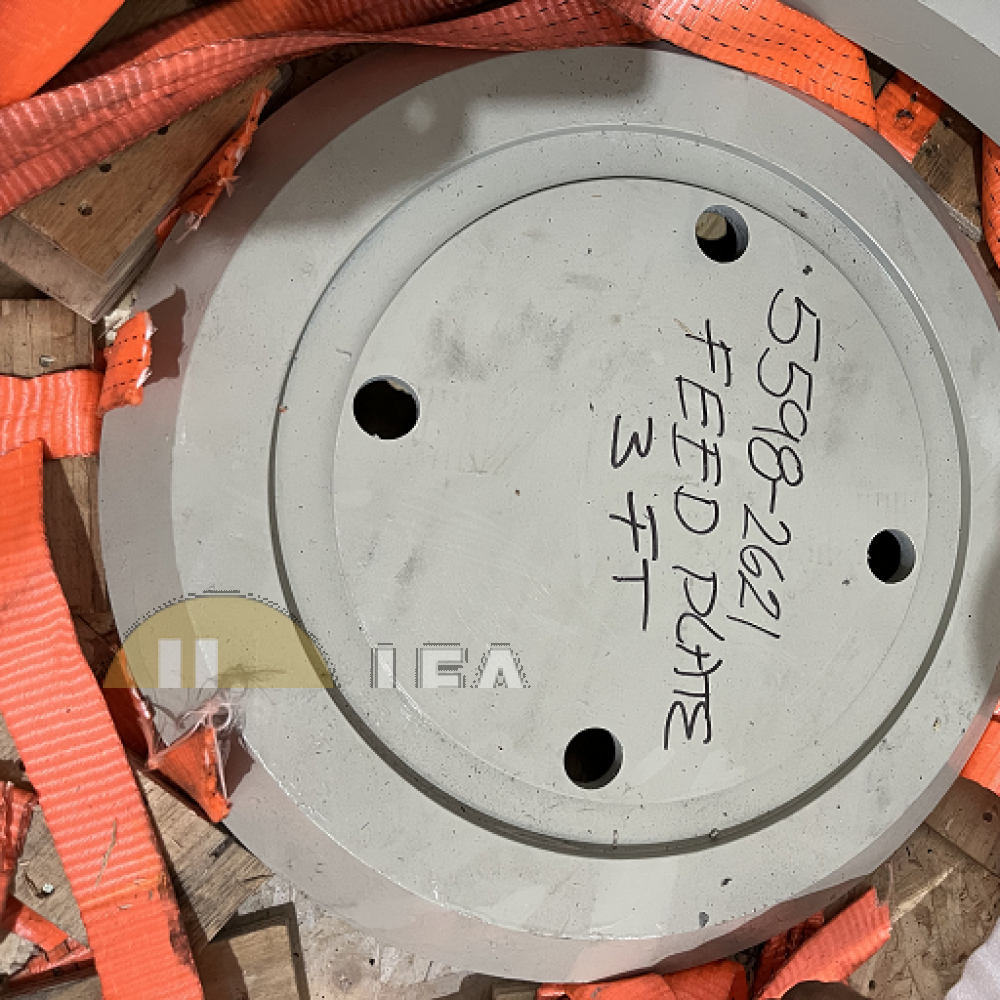 5598-2621
FEED PLATE
3 FT
IEA